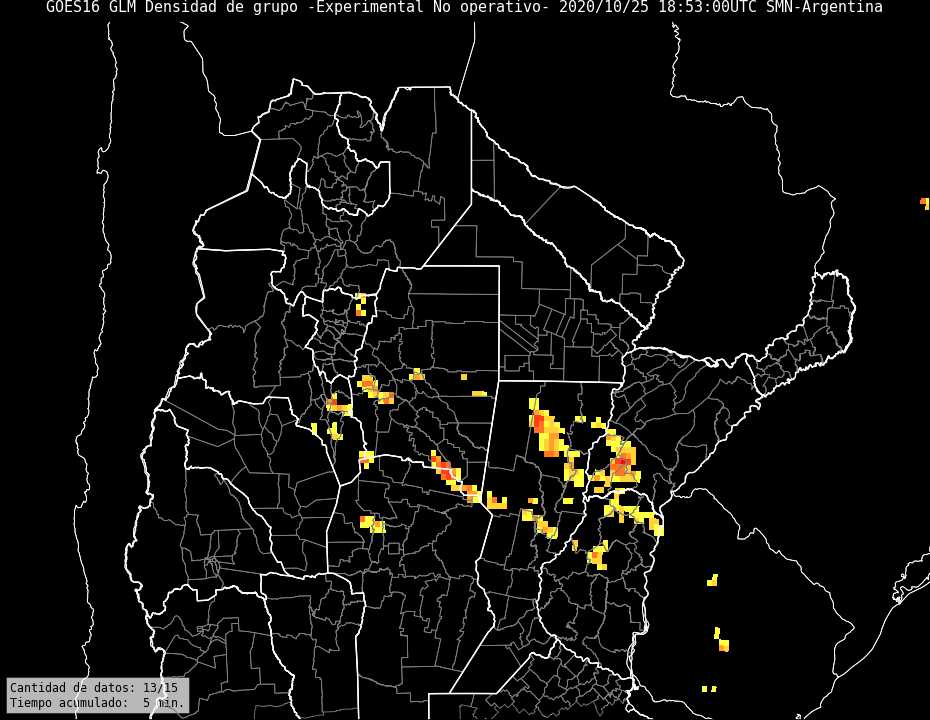 GOES16 GLM Densidad de grupo -Experimental No operativo- 2020/10/25 18:53:00UTC SMN-Argentina
Cantidad de datos: 13/15
Tiempo acumulado:  5 min.